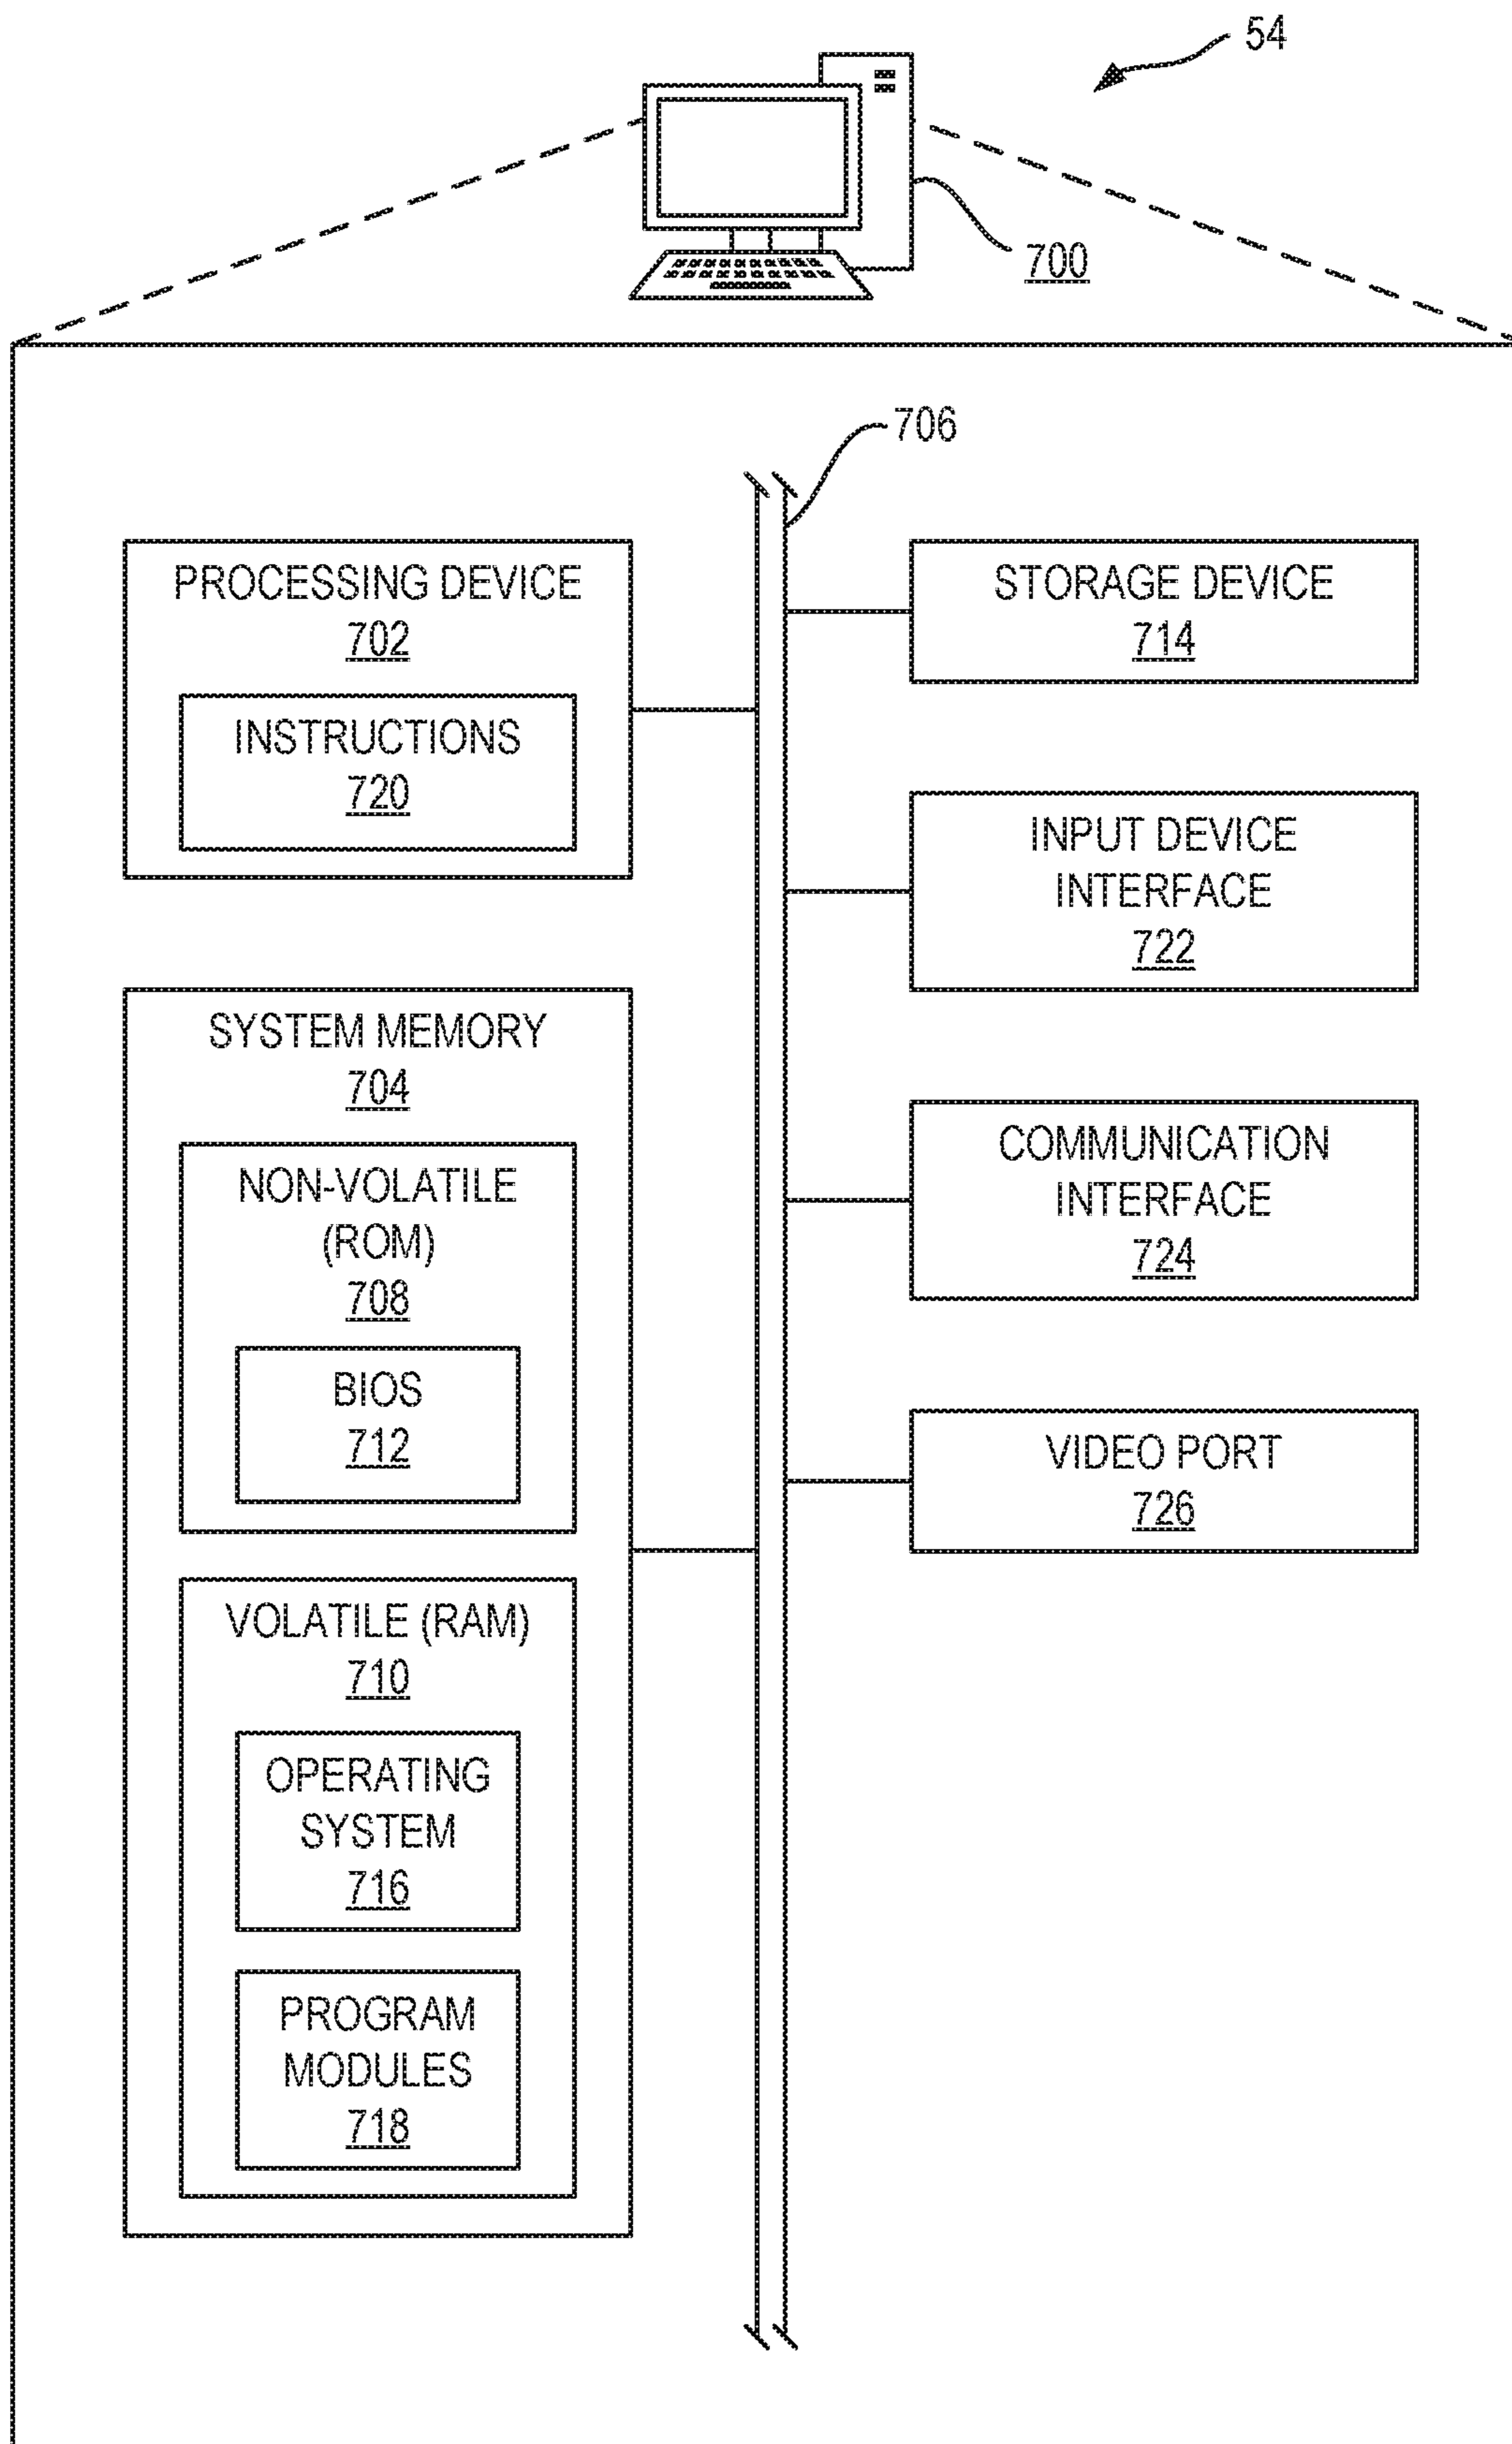 54
700
706
PROCESSING DEVICE
702
INSTRUCTIONS
720
SYSTEM MEMORY
704
NON-VOLATILE
(ROM)
708
BIOS
712
VOLATILE (RAM)
710
OPERATING
SYSTEM
716
PROGRAM
MODULES
718
STORAGE DEVICE
714
INPUT DEVICE
INTERFACE
722
COMMUNICATION
INTERFACE
724
VIDEO PORT
726